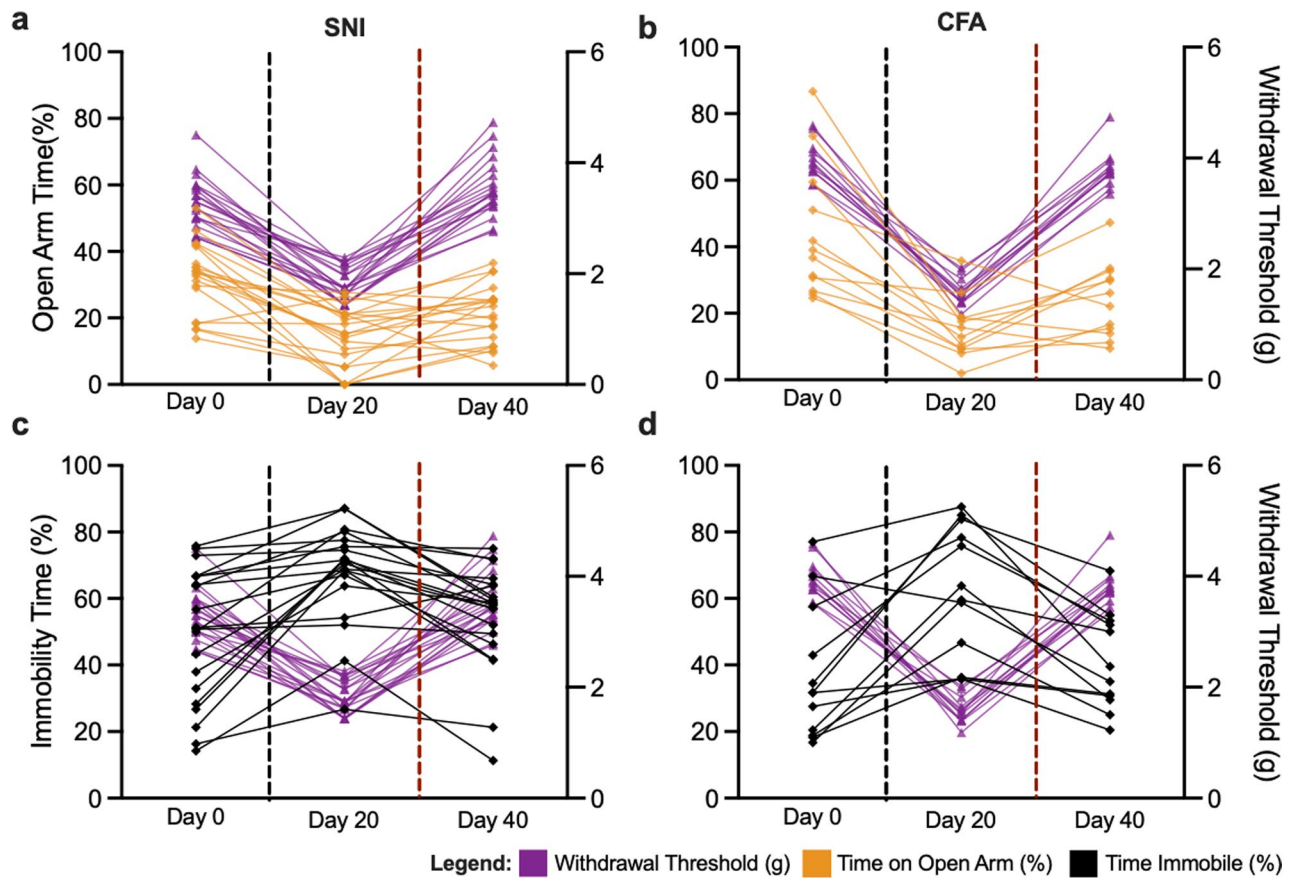 a
SNI
100
80
60
40
20
0
Open Arm Time(%)
6
4
2
0
Day 0
Day 20
Day 40
b
CFA
100
80
60
40
20
0
6
4
2
0
Withdrawal Threshold (g)
Day 0
Day 20
Day 40
c
100
80
60
40
20
0
Immobility Time (%)
6
4
2
0
Day 0
Day 20
Day 40
d
100
80
60
40
20
0
6
4
2
0
Withdrawal Threshold (g)
Day 0
Day 20
Day 40
Legend: Withdrawal Threshold (g) Time on Open Arm (%) Time Immobile (%)